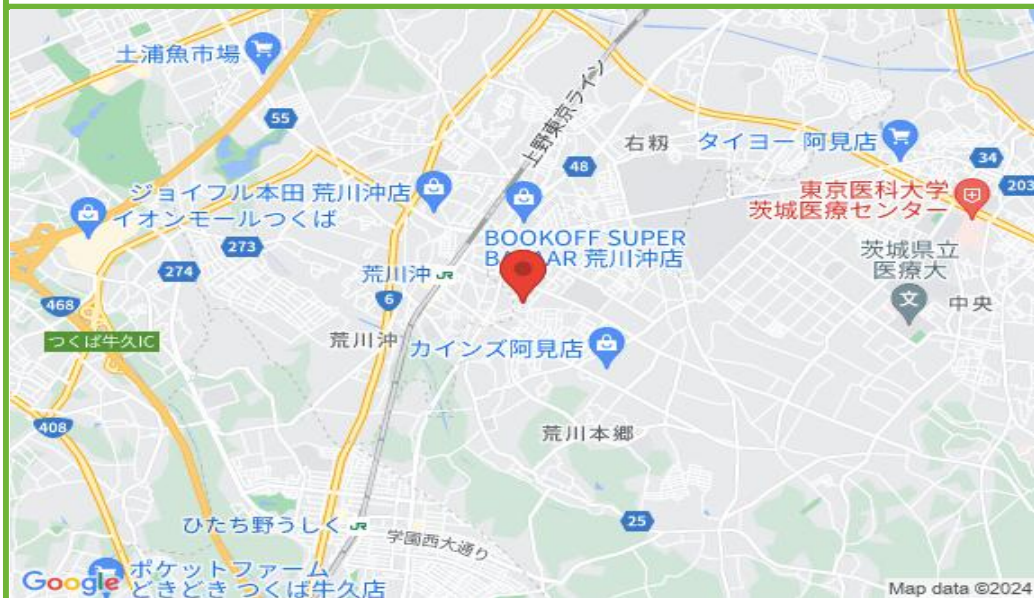 土浦魚市場
55
上野東京ライン
右籾
タイヨー 阿見店
48
34
203
東京医科大学
茨城医療センター
ジョイフル本田 荒川沖店
イオンモールつくば
273
274
BOOKOFF SUPER
BAZAAR 荒川沖店
茨城県立
医療大
文
中央
荒川沖 JR
6
468
つくば牛久IC
荒川沖
カインズ阿見店
408
荒川本郷
25
ひたち野うしく JR
学園西大通り
ポケットファーム
どきどき つくば牛久店
Google
Map data ©2024